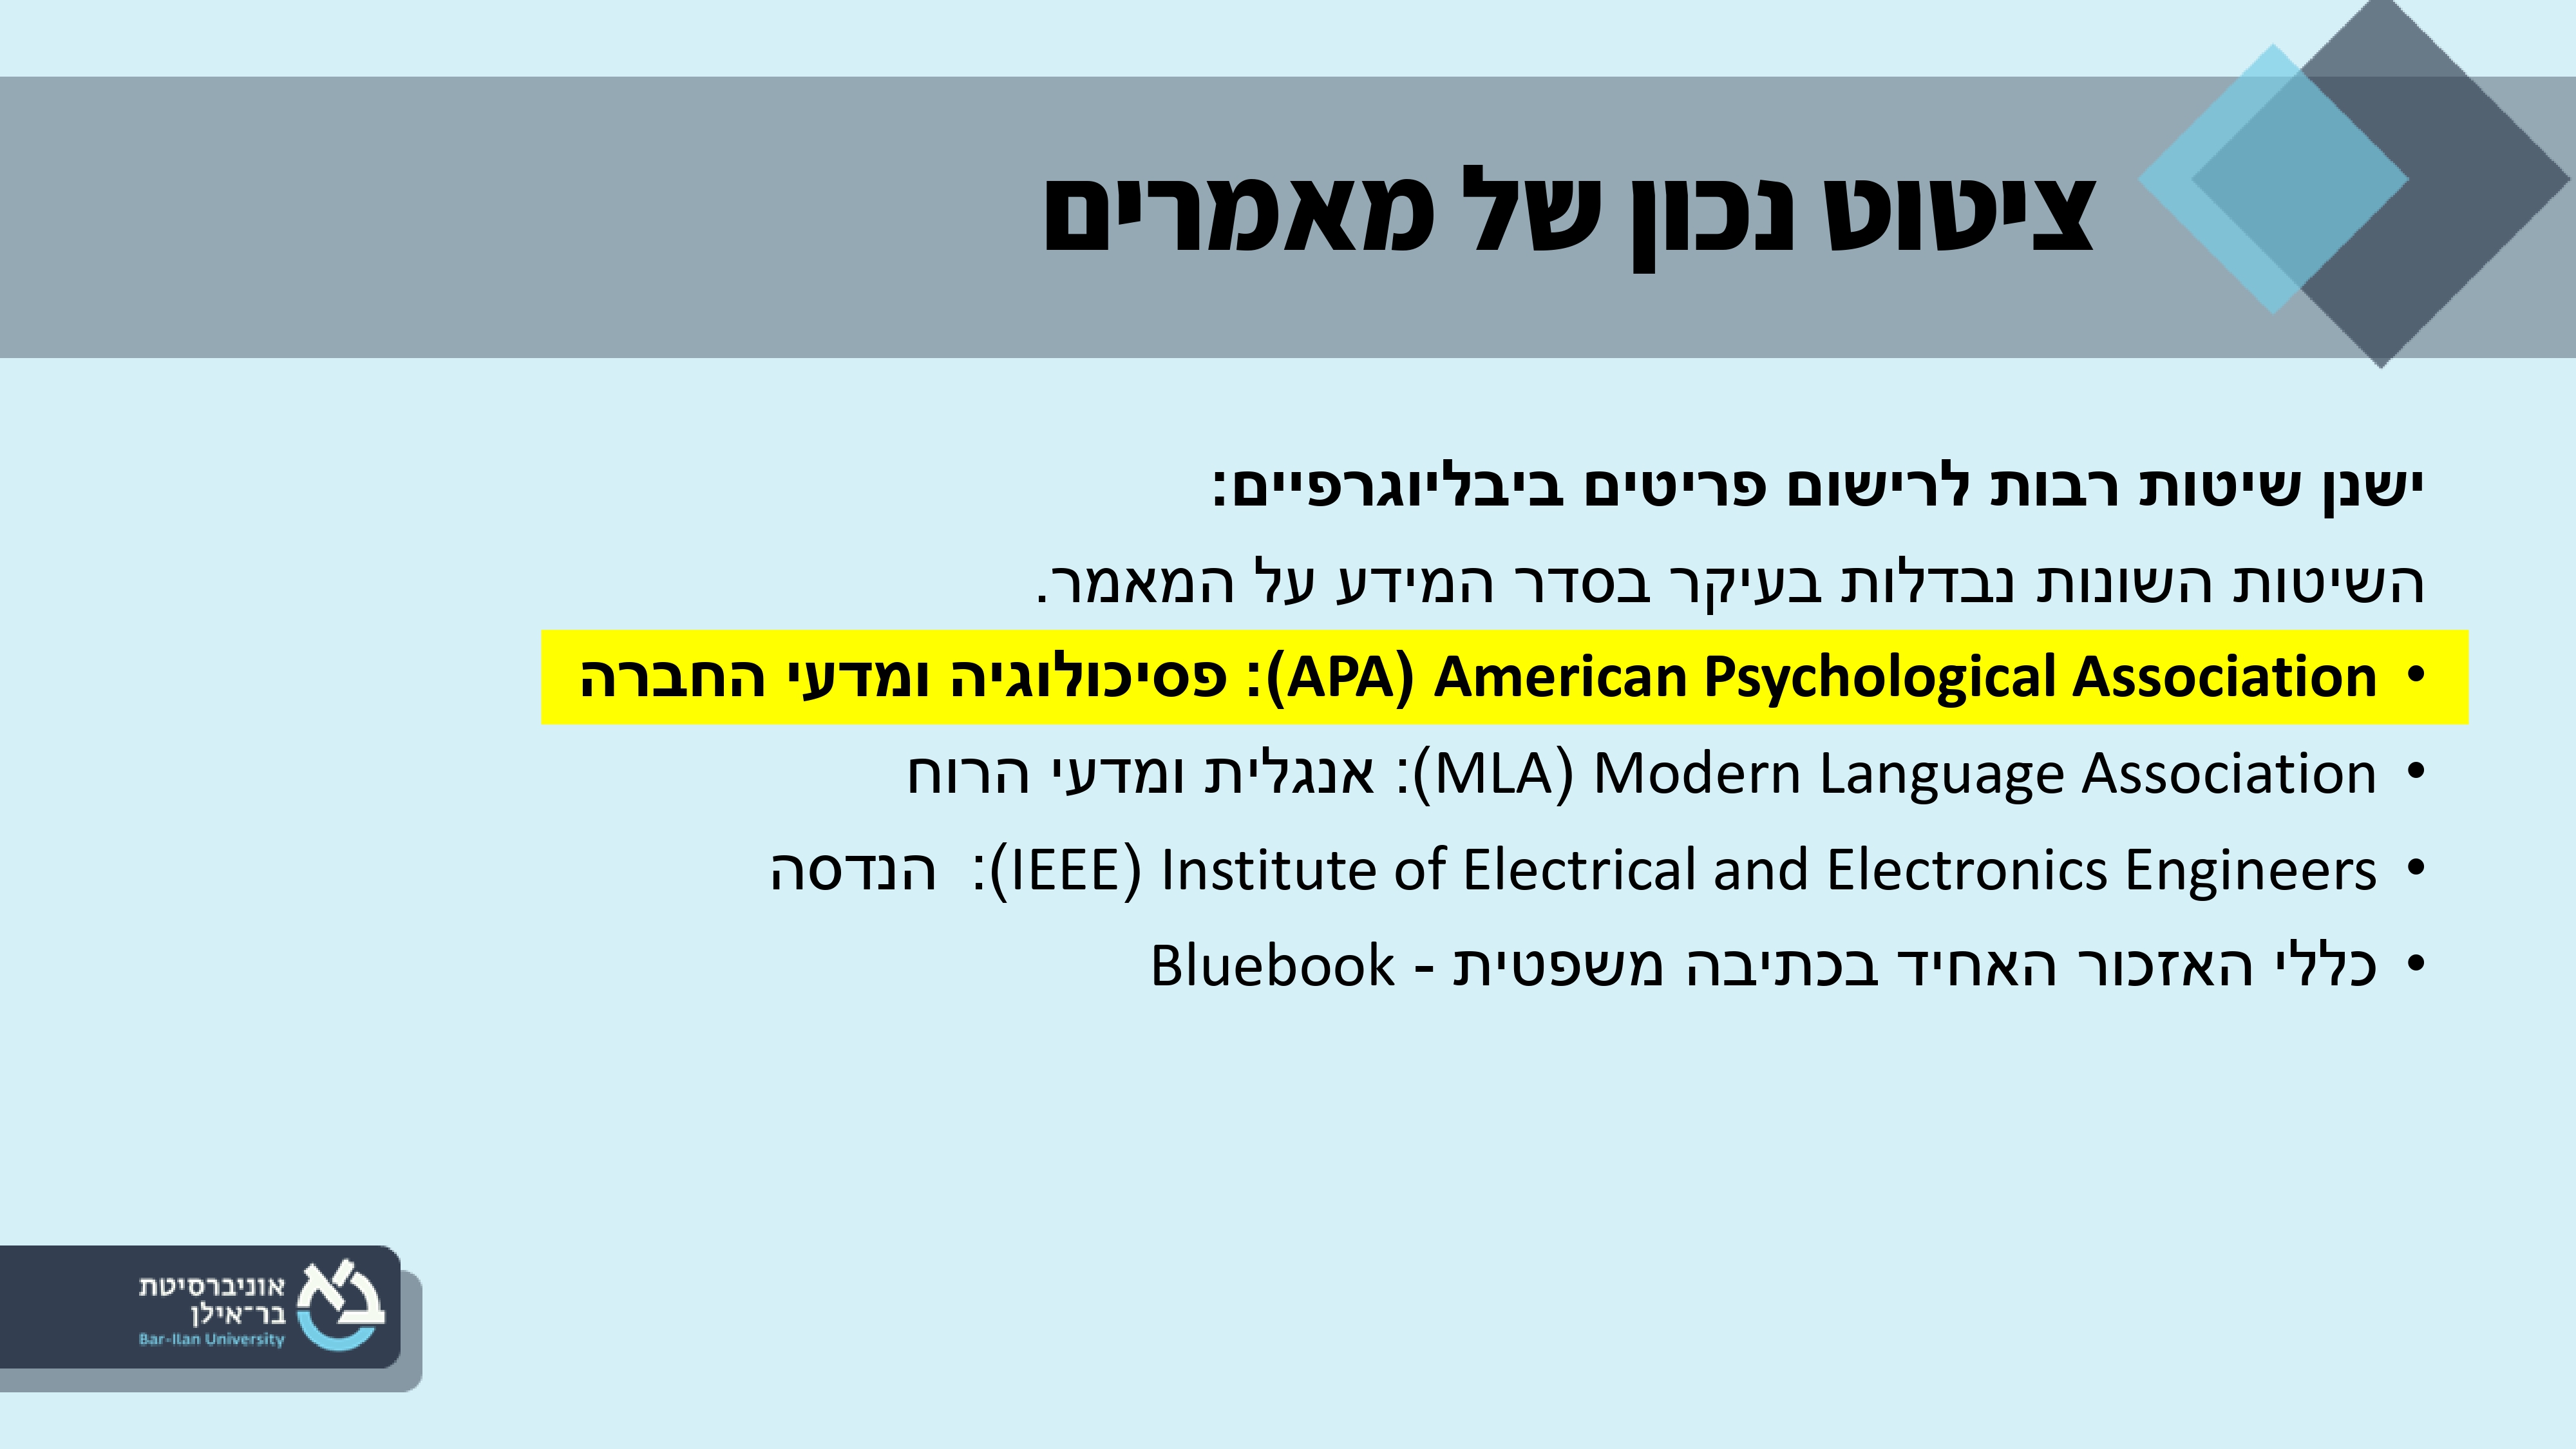 ציטוט נכון של מאמרים
ישנן שיטות רבות לרישום פריטים ביבליוגרפיים:
השיטות השונות נבדלות בעיקר בסדר המידע על המאמר.
• American Psychological Association (APA): פסיכולוגיה ומדעי החברה
• Modern Language Association (MLA): אנגלית ומדעי הרוח
• Institute of Electrical and Electronics Engineers (IEEE): הנדסה
• כללי האזכור האחיד בכתיבה משפטית - Bluebook
אוניברסיטת
בר־אילן
Bar-Ilan University